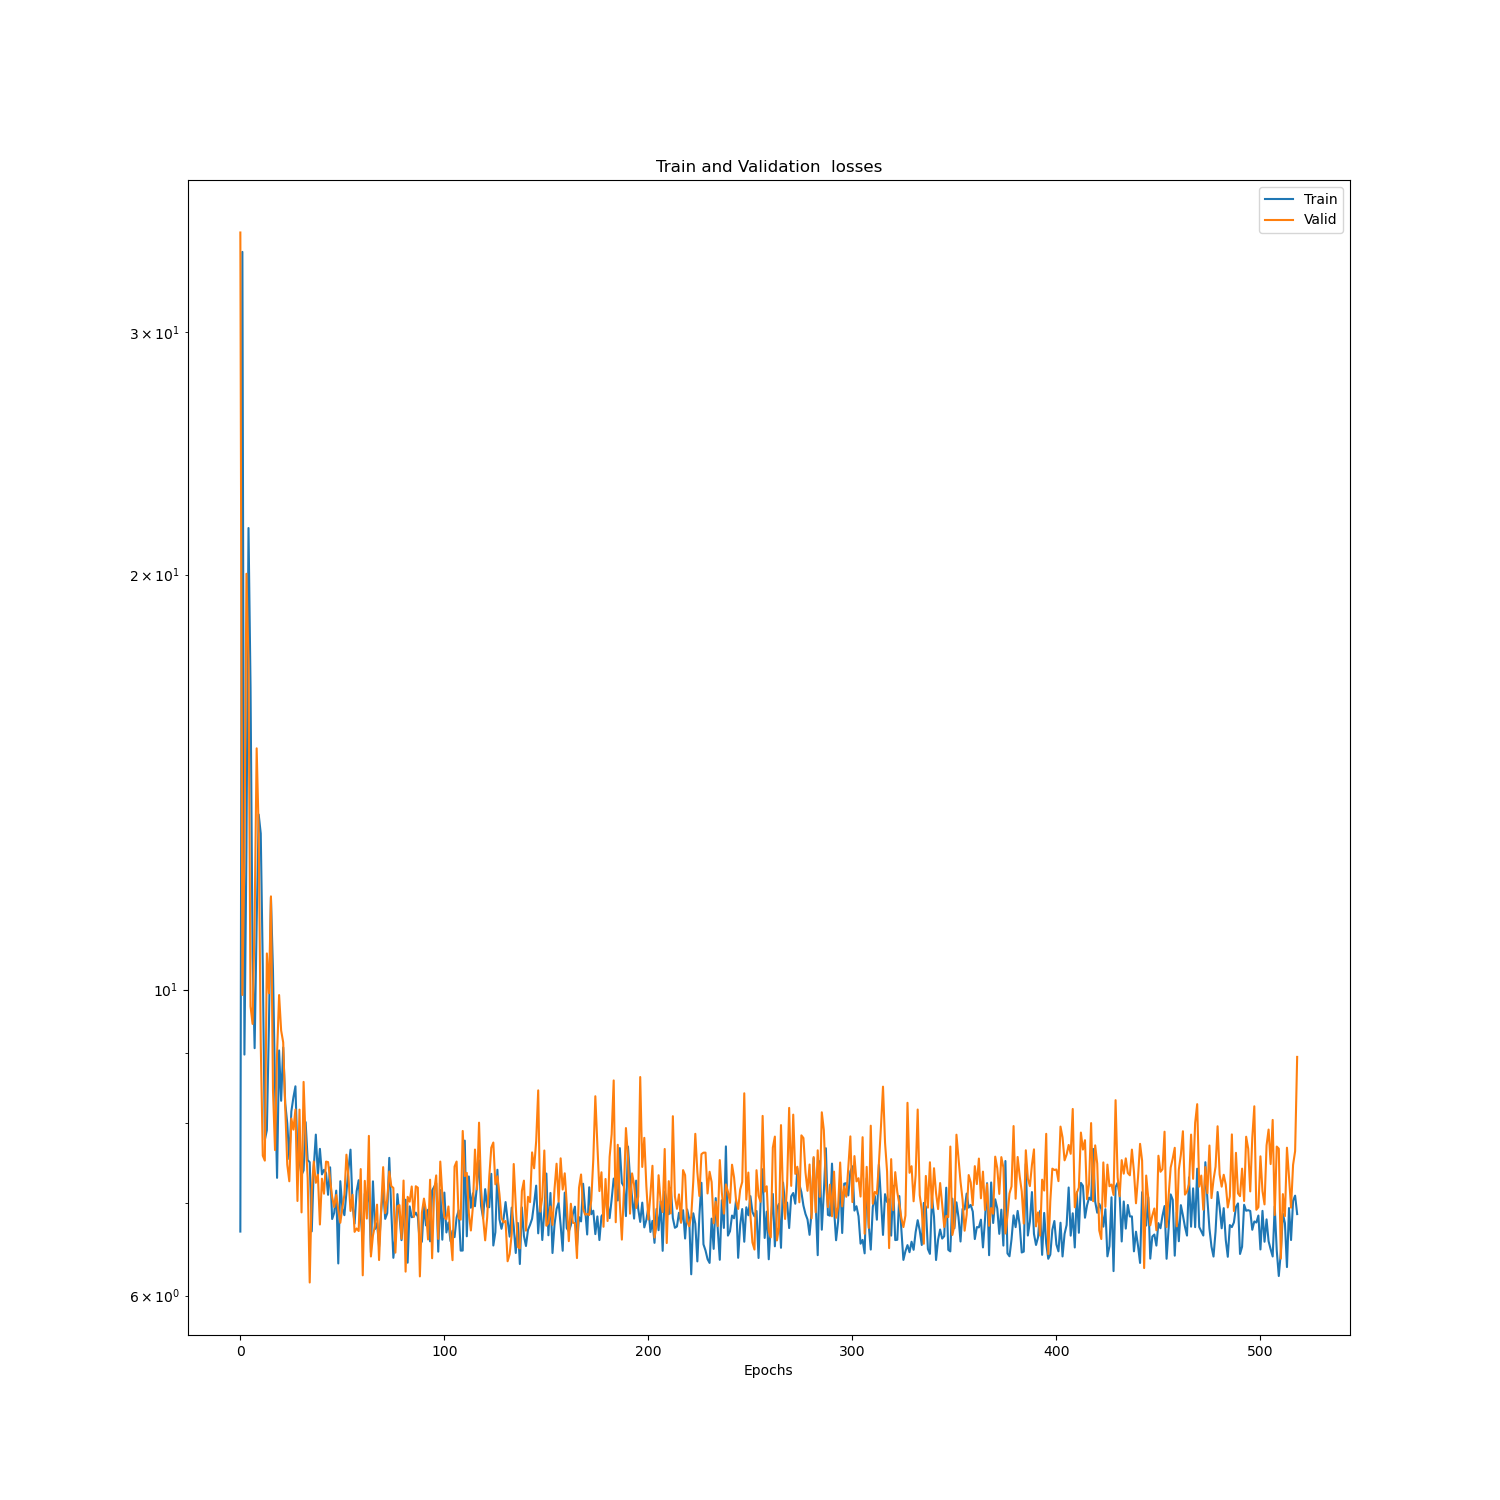 Train and Validation  losses
Train
Valid
3 × 10¹
2 × 10¹
10¹
6 × 10⁰
0 100 200 300 400 500
Epochs